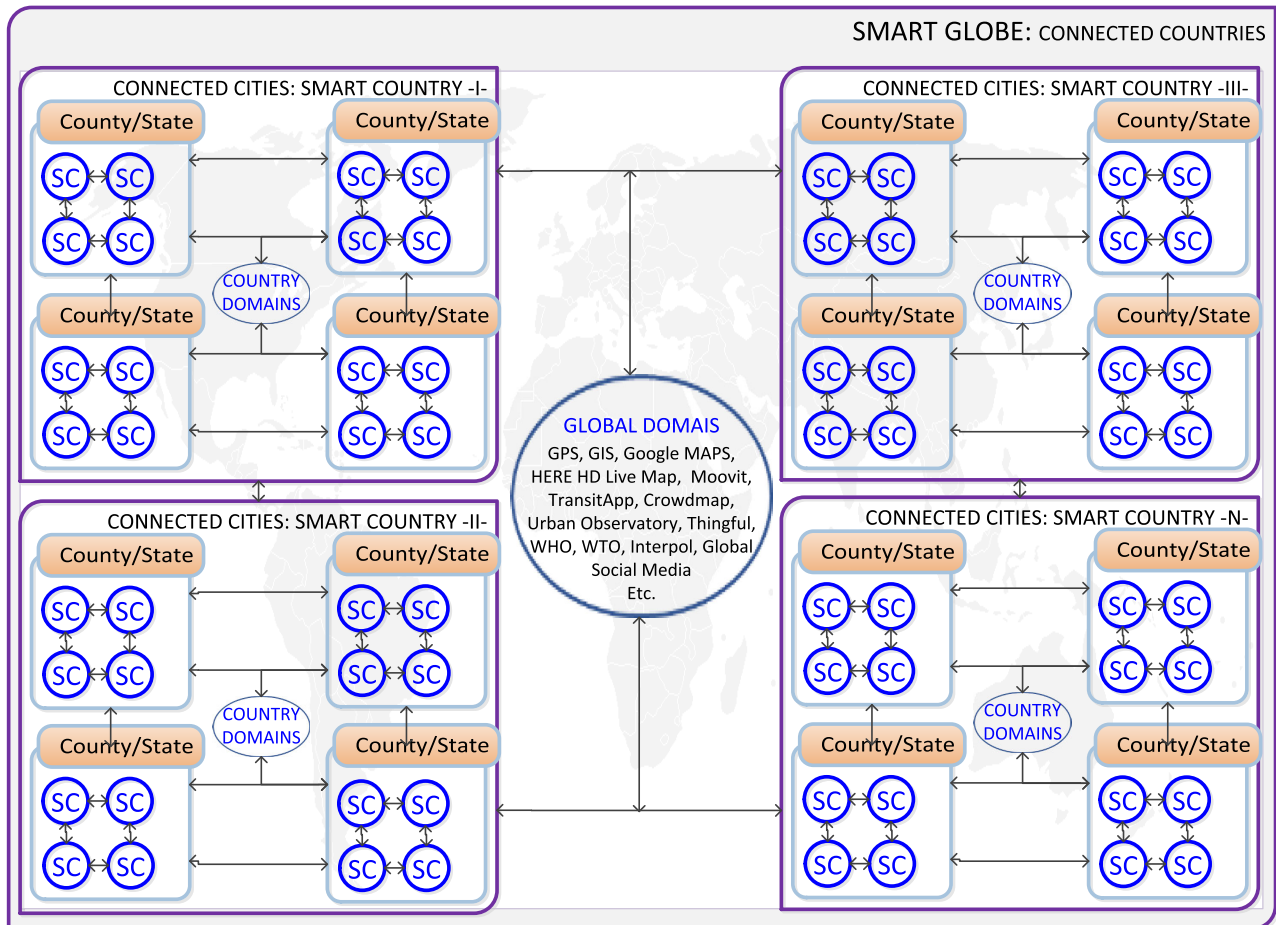 SMART GLOBE: CONNECTED COUNTRIES
CONNECTED CITIES: SMART COUNTRY -I-
County/State
County/State
SC SC
SC SC
SC SC
SC SC
COUNTRY
DOMAINS
County/State
County/State
SC SC
SC SC
SC SC
SC SC
CONNECTED CITIES: SMART COUNTRY -III-
County/State
County/State
SC SC
SC SC
SC SC
SC SC
COUNTRY
DOMAINS
County/State
County/State
SC SC
SC SC
SC SC
SC SC
GLOBAL DOMAIS
GPS, GIS, Google MAPS,
HERE HD Live Map, Moovit,
TransitApp, Crowdmap,
Urban Observatory, Thingful,
WHO, WTO, Interpol, Global
Social Media
Etc.
CONNECTED CITIES: SMART COUNTRY -II-
County/State
County/State
SC SC
SC SC
SC SC
SC SC
COUNTRY
DOMAINS
County/State
County/State
SC SC
SC SC
SC SC
SC SC
CONNECTED CITIES: SMART COUNTRY -N-
County/State
County/State
SC SC
SC SC
SC SC
SC SC
COUNTRY
DOMAINS
County/State
County/State
SC SC
SC SC
SC SC
SC SC